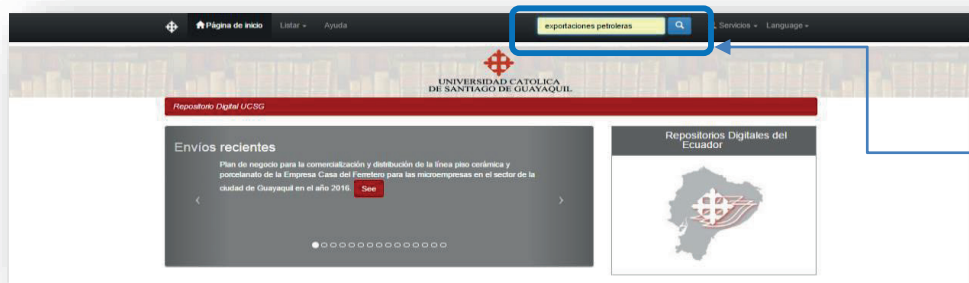 Página de inicio Listar Ayuda exportaciones petroleras Servicios Language
UNIVERSIDAD CATOLICA
DE SANTIAGO DE GUAYAQUIL
Repositorio Digital UCSG
Envíos recientes
Plan de negocio para la comercialización y distribución de la línea piso cerámica y
porcelanato de la Empresa Casa del Ferretero para las microempresas en el sector de la
ciudad de Guayaquil en el año 2016. See
Repositorios Digitales del
Ecuador